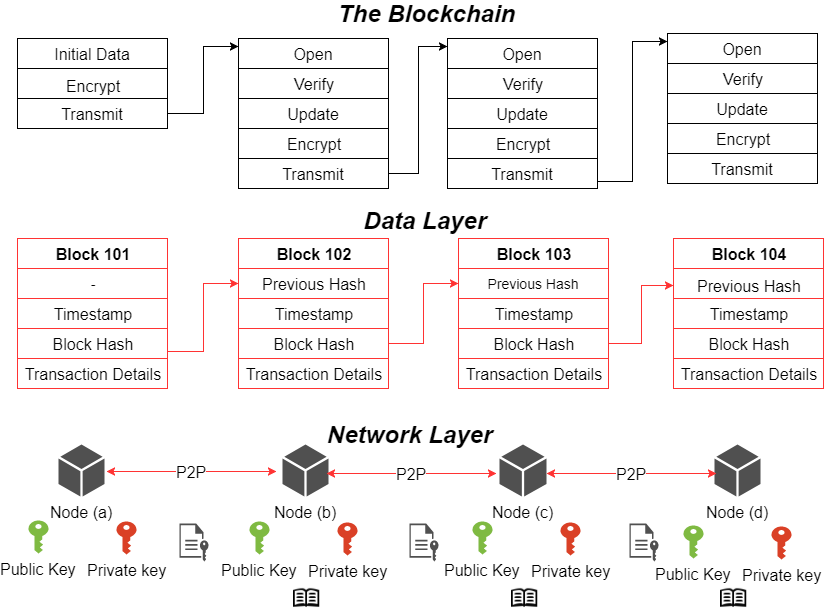 The Blockchain
Initial Data
Encrypt
Transmit
Open
Verify
Update
Encrypt
Transmit
Open
Verify
Update
Encrypt
Transmit
Open
Verify
Update
Encrypt
Transmit
Data Layer
Block 101
-
Timestamp
Block Hash
Transaction Details
Block 102
Previous Hash
Timestamp
Block Hash
Transaction Details
Block 103
Previous Hash
Timestamp
Block Hash
Transaction Details
Block 104
Previous Hash
Timestamp
Block Hash
Transaction Details
Network Layer
P2P
P2P
P2P
Node (a)
Node (b)
Node (c)
Node (d)
Public Key
Private key
Public Key
Private key
Public Key
Private key
Public Key
Private key